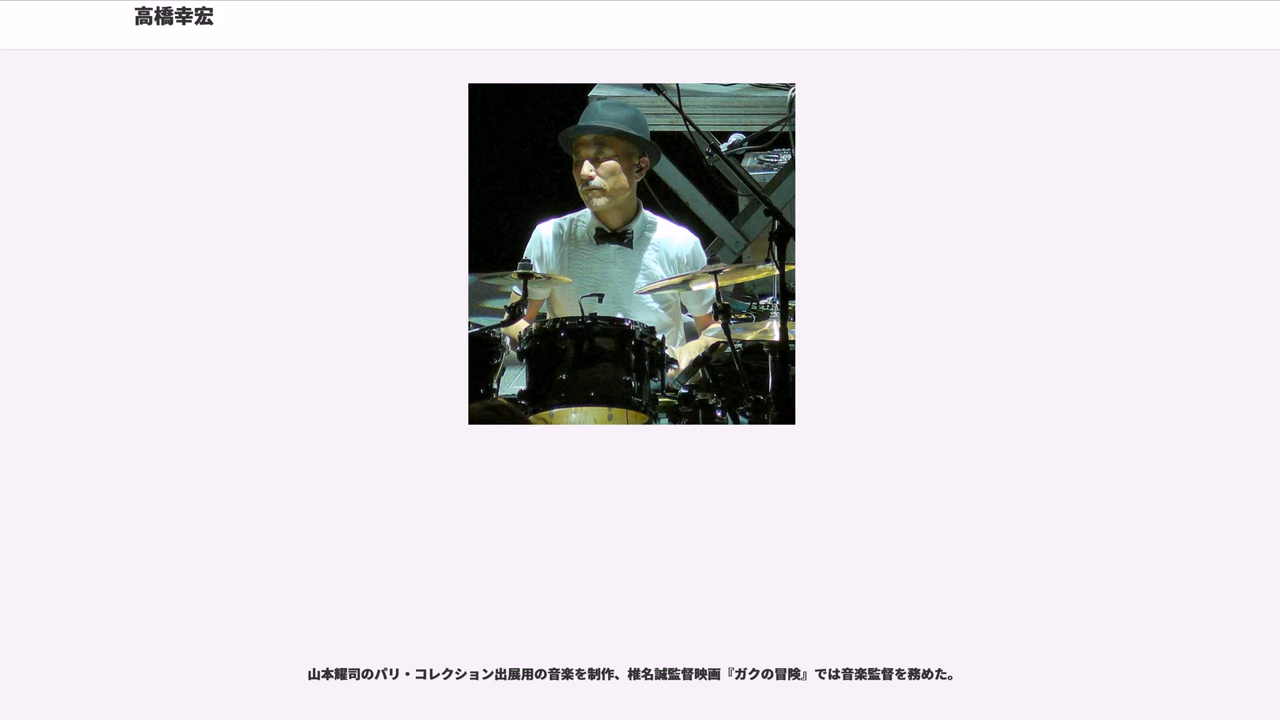 高橋幸宏
山本耀司のパリ・コレクション出展用の音楽を制作、椎名誠監督映画『ガクの冒険』では音楽監督を務めた。